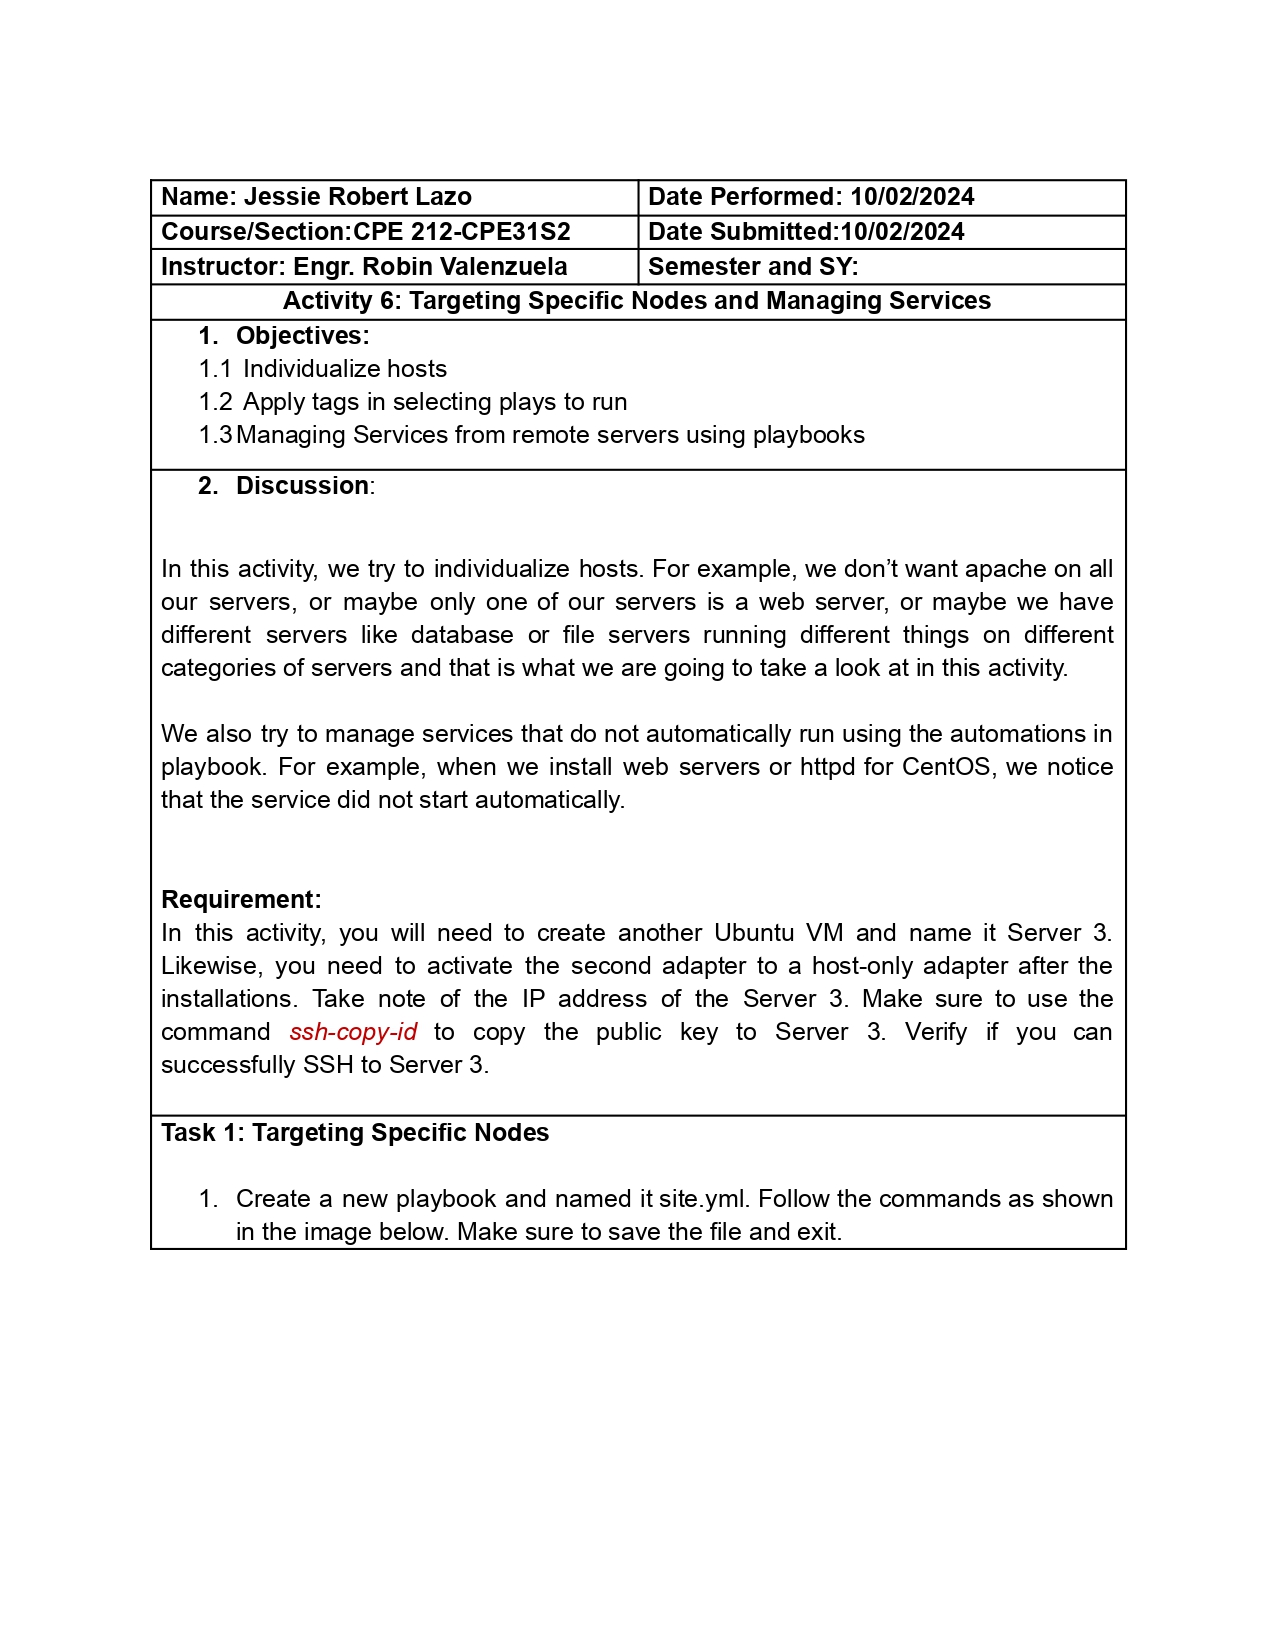 Name: Jessie Robert Lazo
Date Performed: 10/02/2024
Course/Section:CPE 212-CPE31S2
Date Submitted:10/02/2024
Instructor: Engr. Robin Valenzuela
Semester and SY:
Activity 6: Targeting Specific Nodes and Managing Services
1. Objectives:
1.1 Individualize hosts
1.2 Apply tags in selecting plays to run
1.3 Managing Services from remote servers using playbooks
2. Discussion:
In this activity, we try to individualize hosts. For example, we don’t want apache on all
our servers, or maybe only one of our servers is a web server, or maybe we have
different servers like database or file servers running different things on different
categories of servers and that is what we are going to take a look at in this activity.
We also try to manage services that do not automatically run using the automations in
playbook. For example, when we install web servers or httpd for CentOS, we notice
that the service did not start automatically.
Requirement:
In this activity, you will need to create another Ubuntu VM and name it Server 3.
Likewise, you need to activate the second adapter to a host-only adapter after the
installations. Take note of the IP address of the Server 3. Make sure to use the
command ssh-copy-id to copy the public key to Server 3. Verify if you can
successfully SSH to Server 3.
Task 1: Targeting Specific Nodes
1. Create a new playbook and named it site.yml. Follow the commands as shown
in the image below. Make sure to save the file and exit.